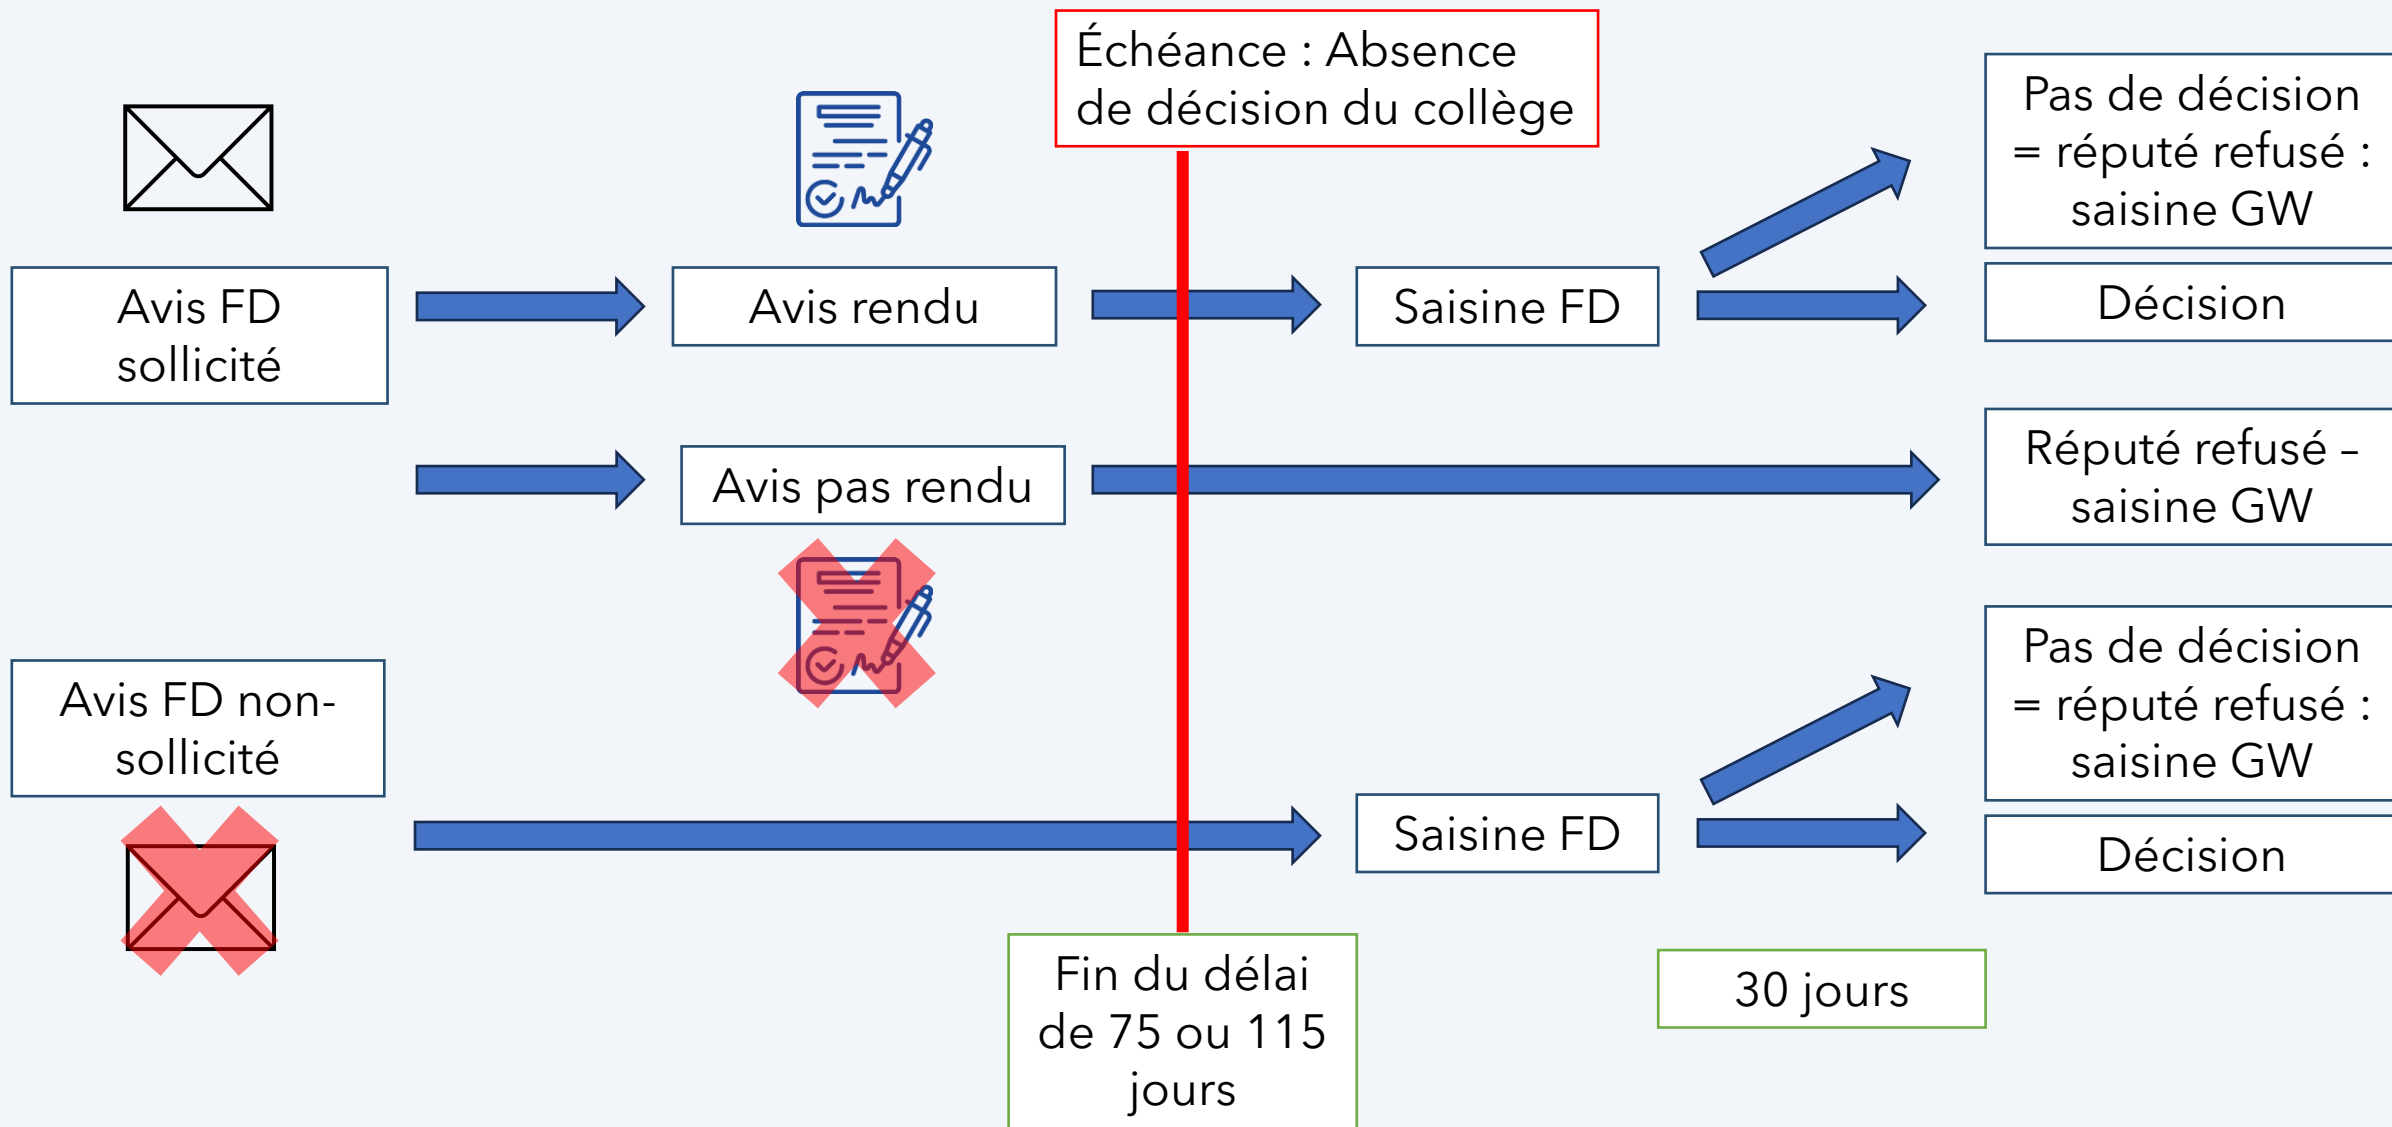 Échéance : Absence
de décision du collège
Pas de décision
= réputé refusé :
saisine GW
Avis FD
sollicité
Avis rendu
Saisine FD
Décision
Avis pas rendu
Réputé refusé –
saisine GW
Avis FD non-
sollicité
Pas de décision
= réputé refusé :
saisine GW
Saisine FD
Décision
Fin du délai
de 75 ou 115
jours
30 jours